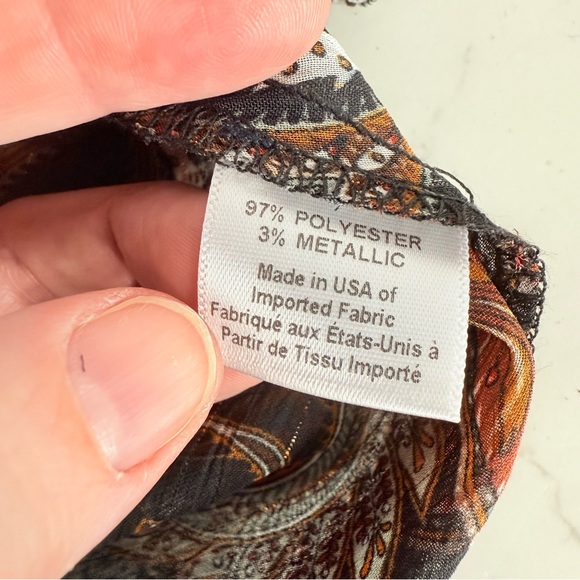 97% POLYESTER
3% METALLIC
Made in USA of
Imported Fabric
Fabriqué aux États-Unis à
Partir de Tissu Importé